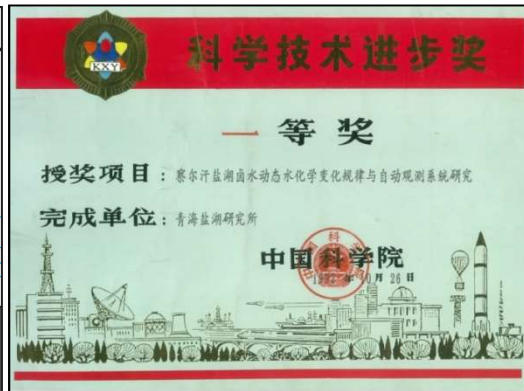 KXY
科学技术进步奖
一等奖
授奖项目：察尔汗盐湖卤水动态水化学变化规律与自动观测系统研究
完成单位：青海盐湖研究所
中国科学院